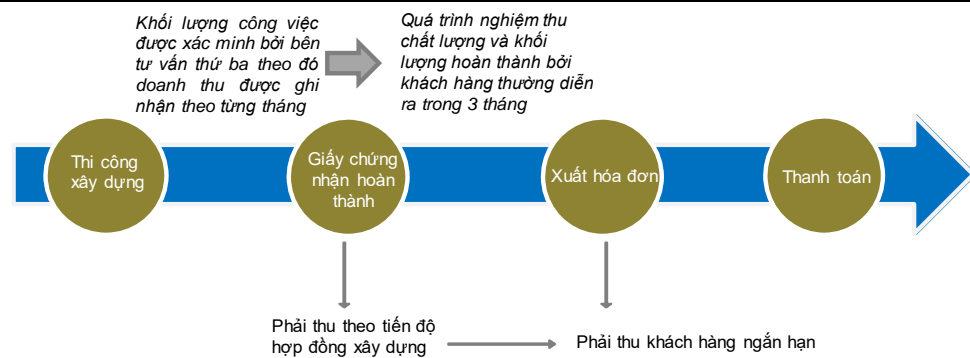 Khối lượng công việc
được xác minh bởi bên
tư vấn thứ ba theo đó
doanh thu được ghi
nhận theo từng tháng
Quá trình nghiệm thu
chất lượng và khối
lượng hoàn thành bởi
khách hàng thường diễn
ra trong 3 tháng
Thi công
xây dựng
Giấy chứng
nhận hoàn
thành
Xuất hóa đơn
Thanh toán
Phải thu theo tiến độ
hợp đồng xây dựng
Phải thu khách hàng ngắn hạn